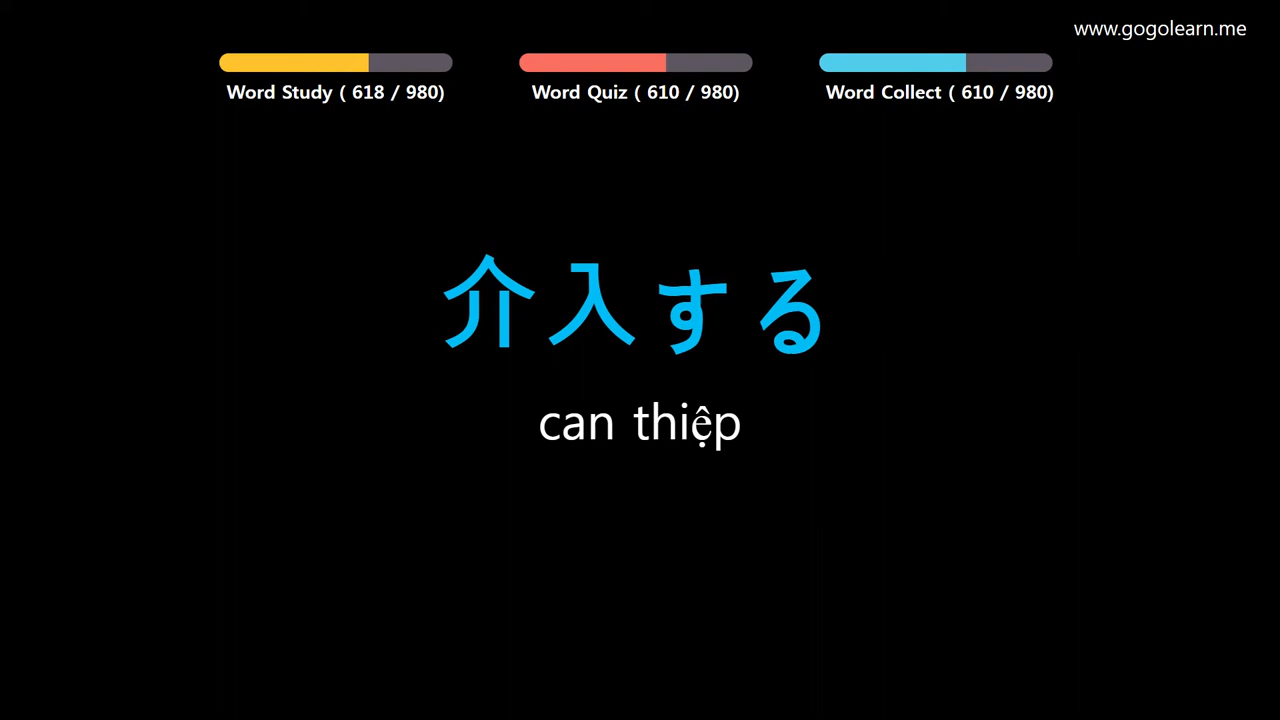 www.gogolearn.me
Word Study ( 618 / 980)
Word Quiz ( 610 / 980)
Word Collect ( 610 / 980)
介入する
can thiệp